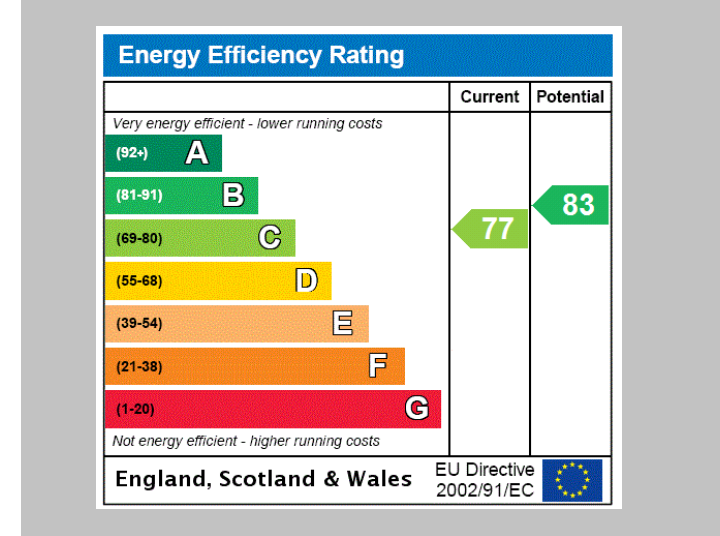 Energy Efficiency Rating
Current Potential
Very energy efficient - lower running costs
(92+) A
(81-91) B
83
(69-80) C
77
(55-68) D
(39-54) E
(21-38) F
(1-20) G
Not energy efficient - higher running costs
England, Scotland & Wales
EU Directive
2002/91/EC